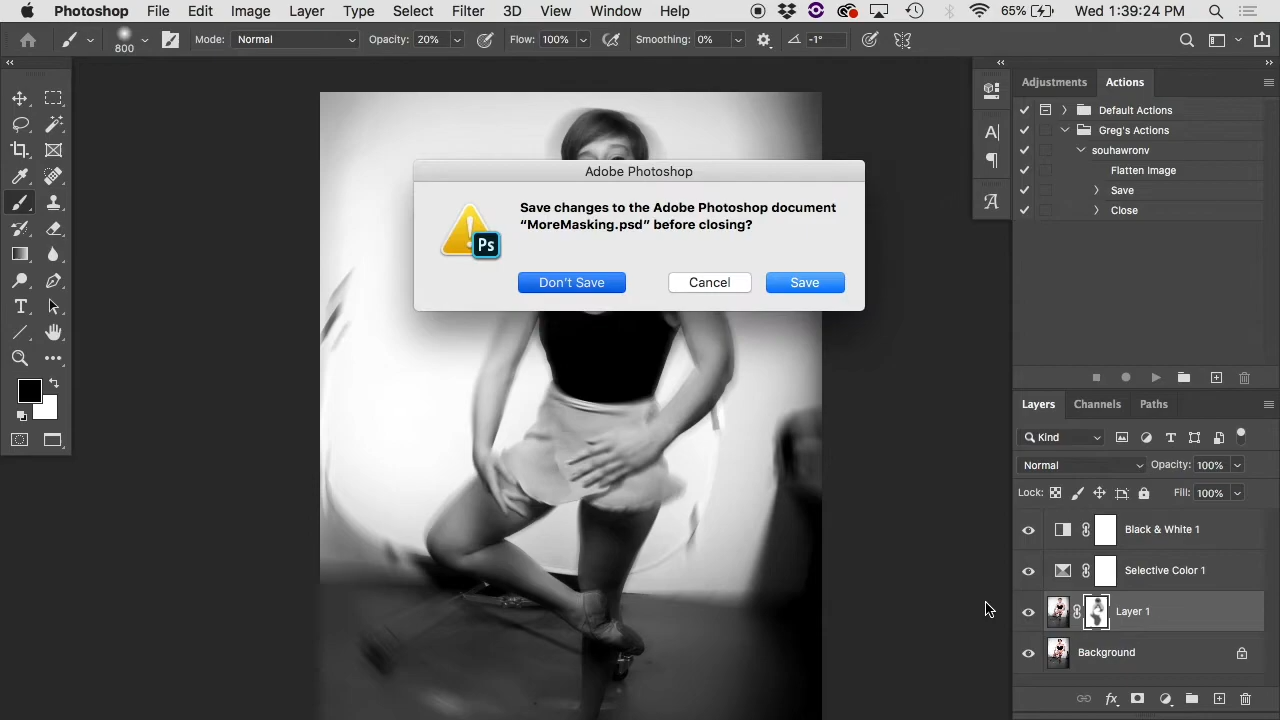 Photoshop File Edit Image Layer Type Select Filter 3D View Window Help 65% Wed 1:39:24 PM
800 Mode: Normal Opacity: 20% Flow: 100% Smoothing: 0% -1°
Adjustments Actions
Default Actions
Greg's Actions
souhawronv
Flatten Image
Save
Close
Adobe Photoshop
Save changes to the Adobe Photoshop document
“MoreMasking.psd” before closing?
Don't Save Cancel Save
Ps
Layers Channels Paths
Kind
Normal Opacity: 100%
Lock: Fill: 100%
Black & White 1
Selective Color 1
Layer 1
Background